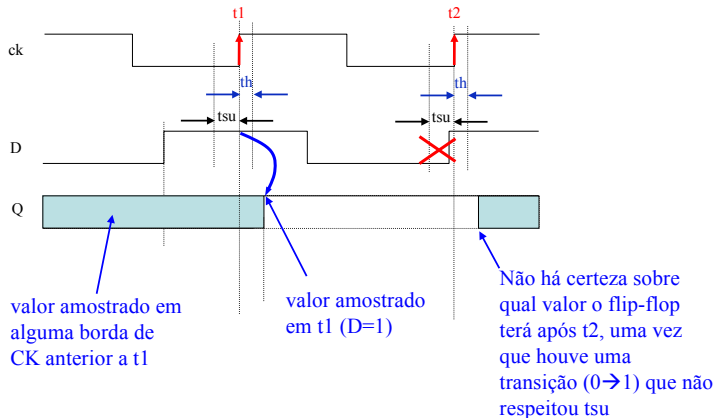 t1
t2
ck
th
th
tsu
tsu
D
Q
valor amostrado em
alguma borda de
CK anterior a t1
valor amostrado
em t1 (D=1)
Não há certeza sobre
qual valor o flip-flop
terá após t2, uma vez
que houve uma
transição (0→1) que não
respeitou tsu